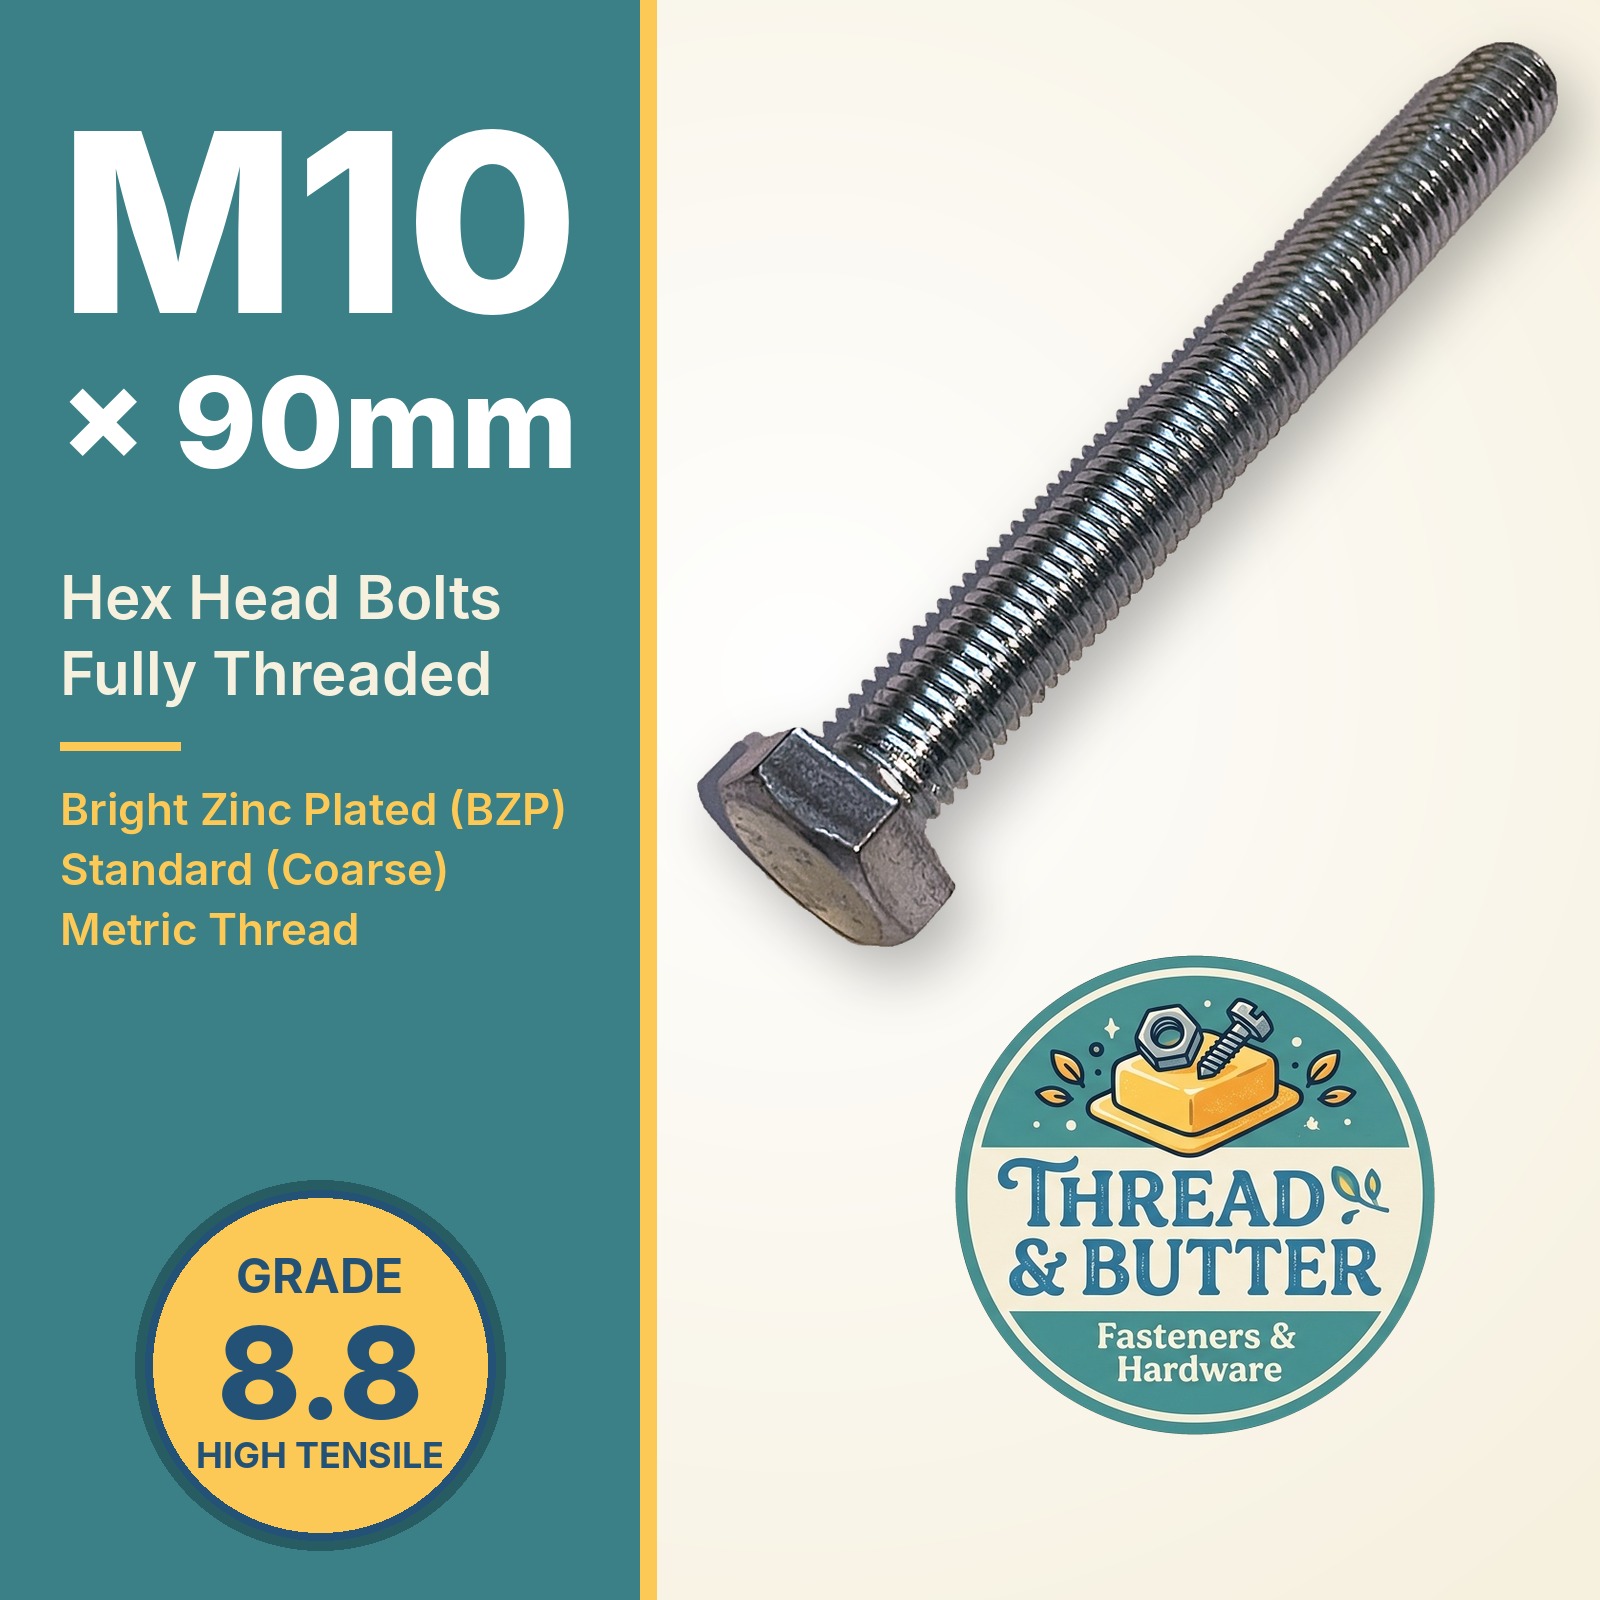 M10
× 90mm
Hex Head Bolts
Fully Threaded
Bright Zinc Plated (BZP)
Standard (Coarse)
Metric Thread
GRADE
8.8
HIGH TENSILE
THREAD
& BUTTER
Fasteners &
Hardware